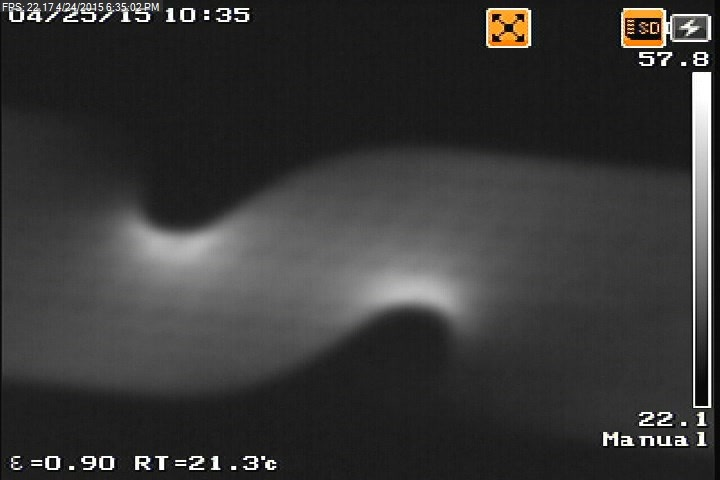 FPS: 22.17 4/24/2015 6:35:02 PM
04/25/15 10:35
SD
57.8
22.1
Manual
ε=0.90 RT=21.3℃